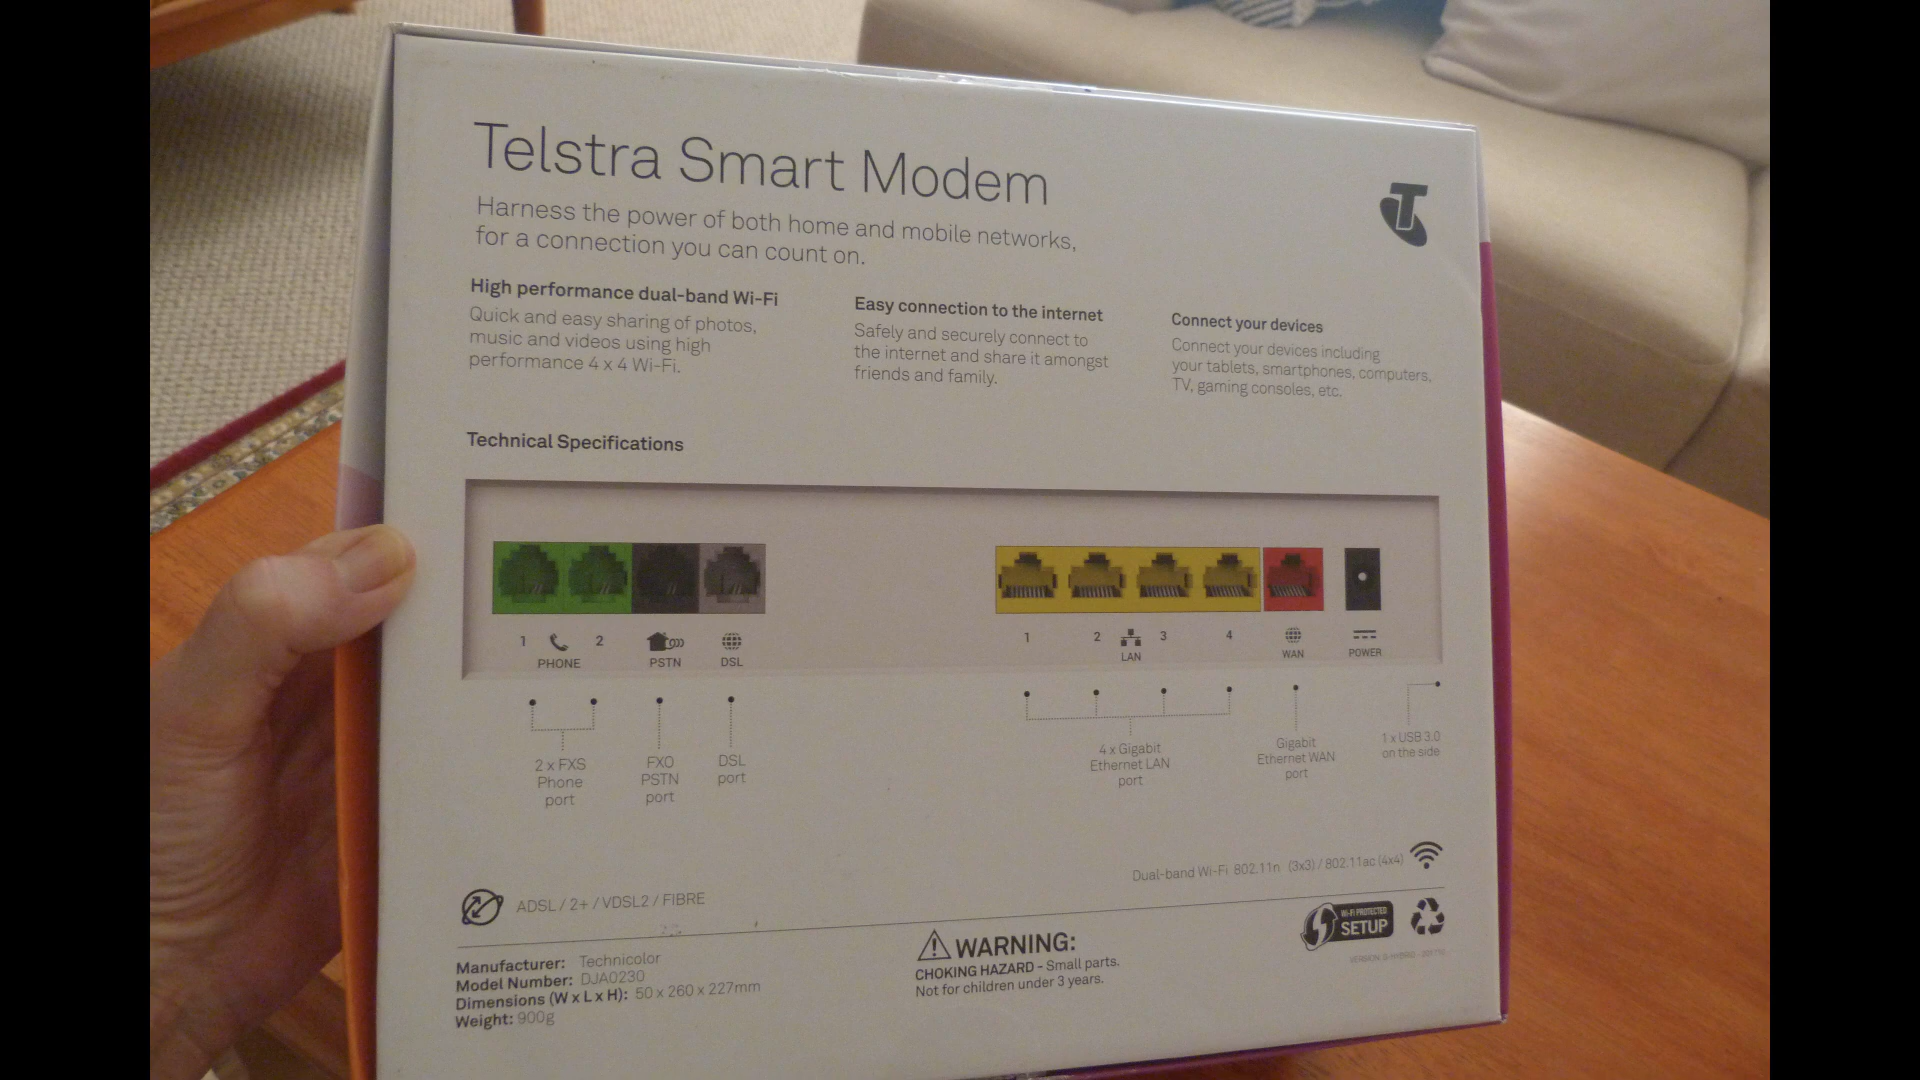 Telstra Smart Modem
Harness the power of both home and mobile networks,
for a connection you can count on.
High performance dual-band Wi-Fi
Quick and easy sharing of photos,
music and videos using high
performance 4 x 4 Wi-Fi.
Easy connection to the internet
Safely and securely connect to
the internet and share it amongst
friends and family.
Connect your devices
Connect your devices including
your tablets, smartphones, computers,
TV, gaming consoles, etc.
Technical Specifications
1 2
PHONE
PSTN
DSL
1 2 3 4
LAN
WAN
POWER
2 x FXS
Phone
port
FXO
PSTN
port
DSL
port
4 x Gigabit
Ethernet LAN
port
Gigabit
Ethernet WAN
port
1 x USB 3.0
on the side
Dual-band Wi-Fi 802.11n (3x3) / 802.11ac (4x4)
ADSL / 2+ / VDSL2 / FIBRE
Manufacturer: Technicolor
Model Number: DJA0230
Dimensions (W x L x H): 50 x 260 x 227mm
Weight: 900g
WARNING:
CHOKING HAZARD - Small parts.
Not for children under 3 years.
Wi-Fi PROTECTED
SETUP